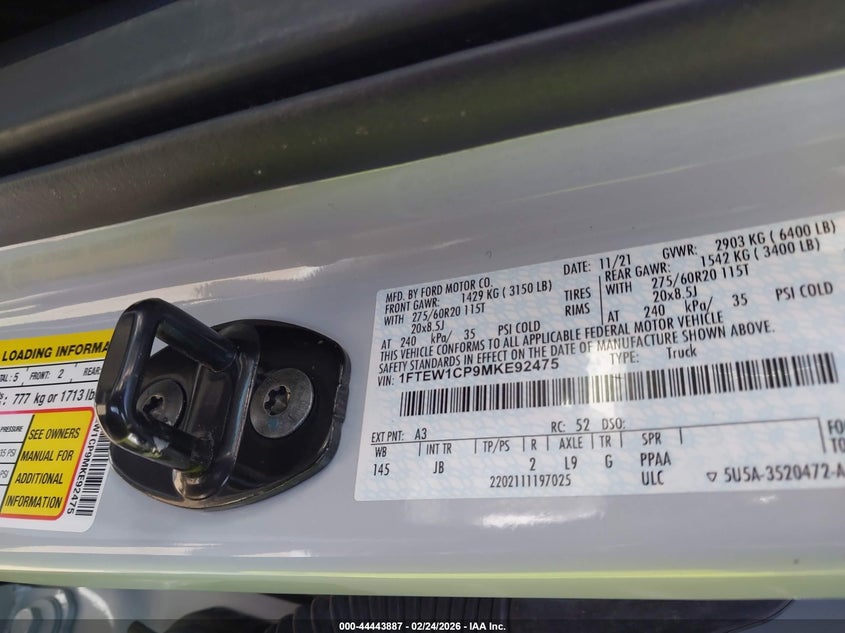 MFD. BY FORD MOTOR CO.
DATE: 11/21
GVWR: 2903 KG ( 6400 LB)
FRONT GAWR: 1429 KG ( 3150 LB)
REAR GAWR: 1542 KG ( 3400 LB)
WITH 275/60R20 115T TIRES
WITH 275/60R20 115T
20x8.5J RIMS
20x8.5J
AT 240 kPa/ 35 PSI COLD
AT 240 kPa/ 35 PSI COLD
THIS VEHICLE CONFORMS TO ALL APPLICABLE FEDERAL MOTOR VEHICLE
SAFETY STANDARDS IN EFFECT ON THE DATE OF MANUFACTURE SHOWN ABOVE.
VIN: 1FTEW1CP9MKE92475
TYPE: Truck
EXT PNT: A3 RC: 52 DSO:
WB INT TR TP/PS R AXLE TR SPR
145 JB 2 L9 G PPAA
2202111197025 ULC
5U5A-3520472-A
FO
TO
LOADING INFORMA
TAL : 5 FRONT: 2 REAR:
: 777 kg or 1713 lb
PRESSURE
35 PSI
PSI
SEE OWNERS
MANUAL FOR
ADDITIONAL
INFORMATION
W1CP9MKE92475
000-44443887 - 02/24/2026 - IAA Inc.